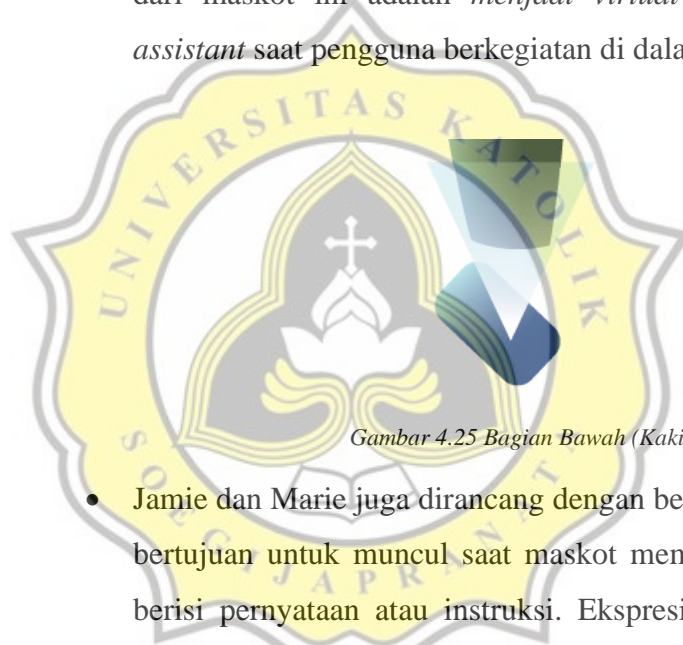 dari maskot ini adalah menjadi virtual
assistant saat pengguna berkegiatan di dala
UNIVERSITAS KATOLIK
SOEGIJAPRANATA
Gambar 4.25 Bagian Bawah (Kaki
• Jamie dan Marie juga dirancang dengan be
bertujuan untuk muncul saat maskot men
berisi pernyataan atau instruksi. Ekspresi